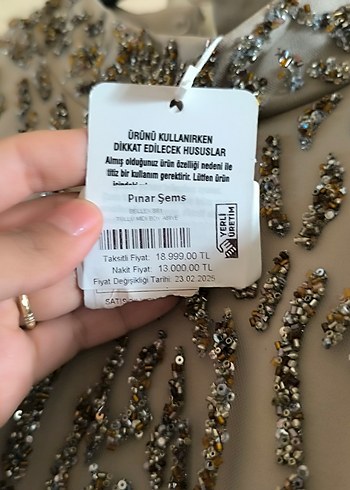 ÜRÜNÜ KULLANIRKEN
DİKKAT EDİLECEK HUSUSLAR
Almış olduğunuz ürün özelliği nedeni ile
titiz bir kullanım gerektirir. Lütfen ürün
Pınar Şems
YERLİ
ÜRETİM
Taksitli Fiyat: 18.999,00 TL
Nakit Fiyat: 13.000,00 TL
Fiyat Değişikliği Tarihi: 23.02.2025